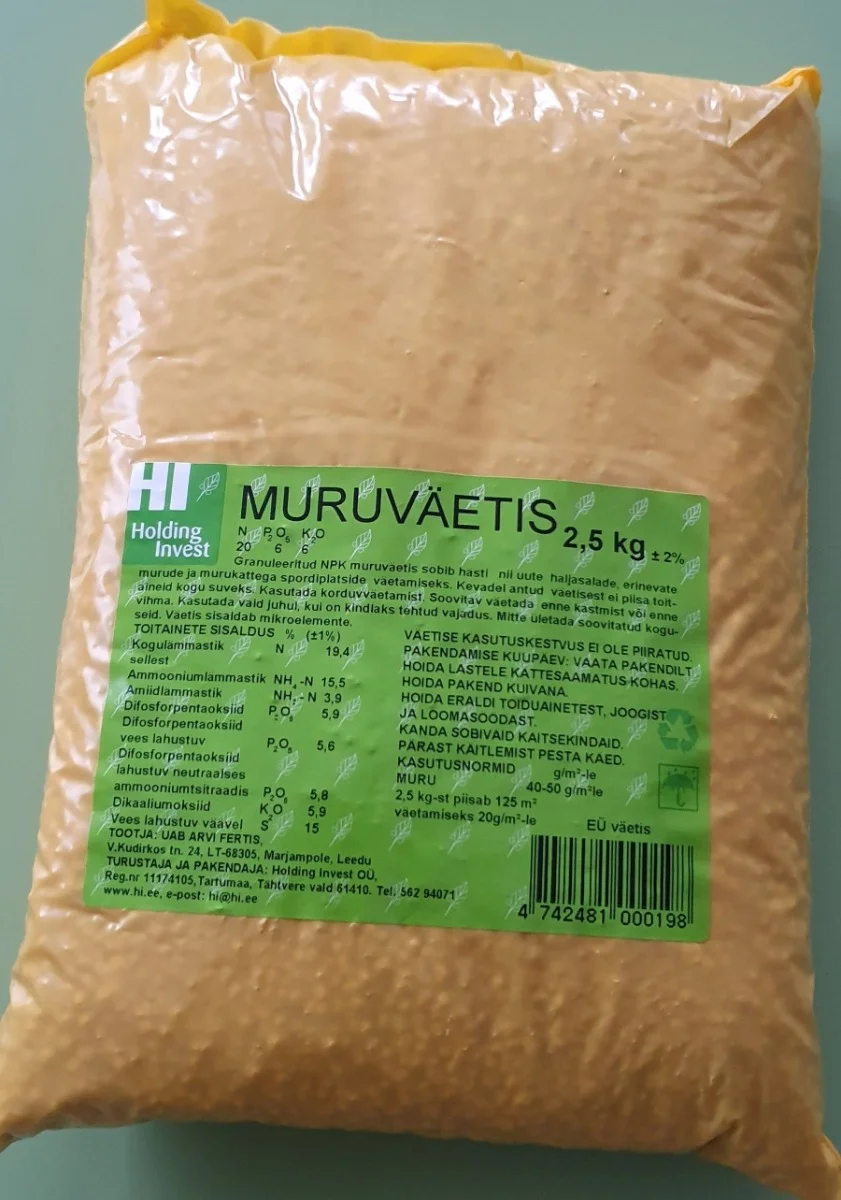 HI
Holding
Invest
MURUVÄETIS 2,5 kg ± 2%
N P₂O₅ K₂O
20 6 6
Granuleeritud NPK muruväetis sobib hästi nii uute haljasalade, erinevate
murude ja murukattega spordiplatside väetamiseks. Kevadel antud väetisest ei piisa toit-
aineid kogu suveks. Kasutada korduvväetamist. Soovitav väetada enne kastmist või enne
vihma. Kasutada vaid juhul, kui on kindlaks tehtud vajadus. Mitte ületada soovitatud kogu-
seid. Väetis sisaldab mikroelemente.
TOITAINETE SISALDUS % (±1%)
Kogulämmastik N 19,4
sellest
Ammooniumlämmastik NH₄-N 15,5
Amiidlämmastik NH₂-N 3,9
Difosforpentaoksiid P₂O₅ 5,9
Difosforpentaoksiid
vees lahustuv P₂O₅ 5,6
Difosforpentaoksiid
lahustuv neutraalses
ammooniumtsitraadis P₂O₅ 5,8
Dikaaliumoksiid K₂O 5,9
Vees lahustuv väävel S 15
TOOTJA: UAB ARVI FERTIS,
V.Kudirkos tn. 24, LT-68305, Marjampole, Leedu
TURUSTAJA JA PAKENDAJA: Holding Invest OÜ,
Reg.nr 11174105, Tartumaa, Tähtvere vald 61410. Tel. 562 94071
www.hi.ee, e-post: hi@hi.ee
VÄETISE KASUTUSKESTVUS EI OLE PIIRATUD.
PAKENDAMISE KUUPÄEV: VAATA PAKENDILT
HOIDA LASTELE KÄTTESAAMATUS KOHAS.
HOIDA PAKEND KUIVANA.
HOIDA ERALDI TOIDUAINETEST, JOOGIST
JA LOOMASÖÖDAST.
KANDA SOBIVAID KAITSEKINDAID.
PÄRAST KÄITLEMIST PESTA KÄED.
KASUTUSNORMID g/m²-le
MURU 40-50 g/m²le
2,5 kg-st piisab 125 m²
väetamiseks 20g/m²-le
EÜ väetis
4 742481 000198